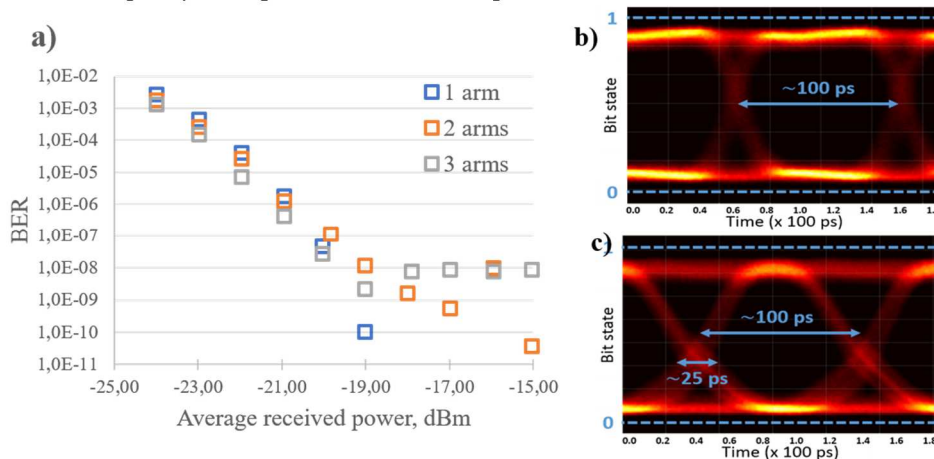 a)
1,0E-02
1,0E-03
1,0E-04
1,0E-05
1,0E-06
1,0E-07
1,0E-08
1,0E-09
1,0E-10
1,0E-11
BER
1 arm
2 arms
3 arms
-25,00 -23,00 -21,00 -19,00 -17,00 -15,00
Average received power, dBm
b)
1
Bit state
~100 ps
0
0.0 0.2 0.4 0.6 0.8 1.0 1.2 1.4 1.6 1.8
Time (x 100 ps)
c)
1
Bit state
~100 ps
~25 ps
0
0.0 0.2 0.4 0.6 0.8 1.0 1.2 1.4 1.6 1.8
Time (x 100 ps)